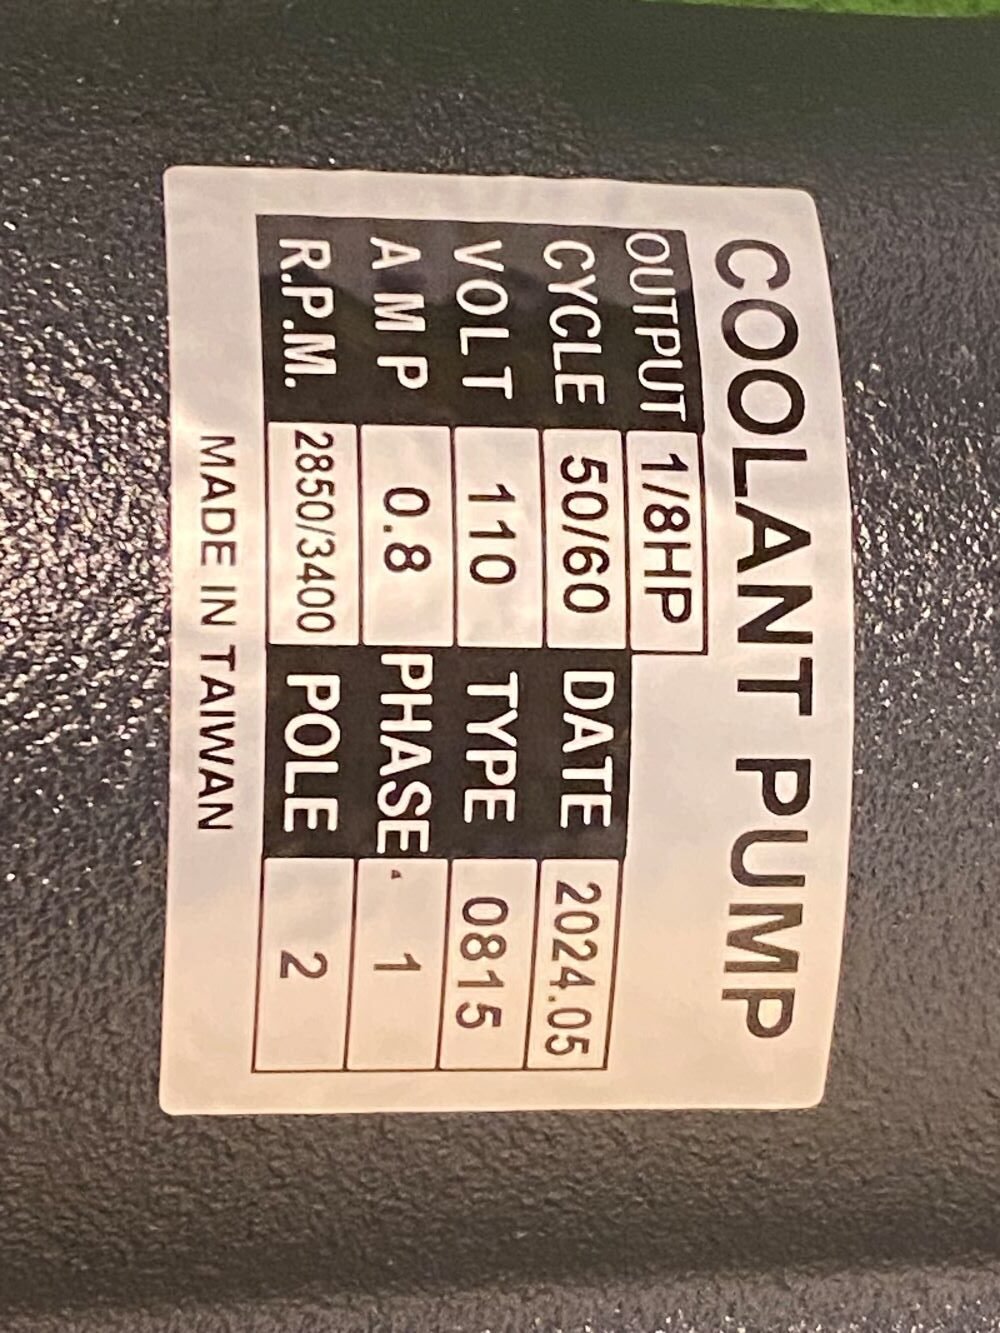 COOLANT PUMP
OUTPUT 1/8HP
CYCLE 50/60 DATE 2024.05
VOLT 110 TYPE 0815
AMP 0.8 PHASE 1
R.P.M. 2850/3400 POLE 2
MADE IN TAIWAN